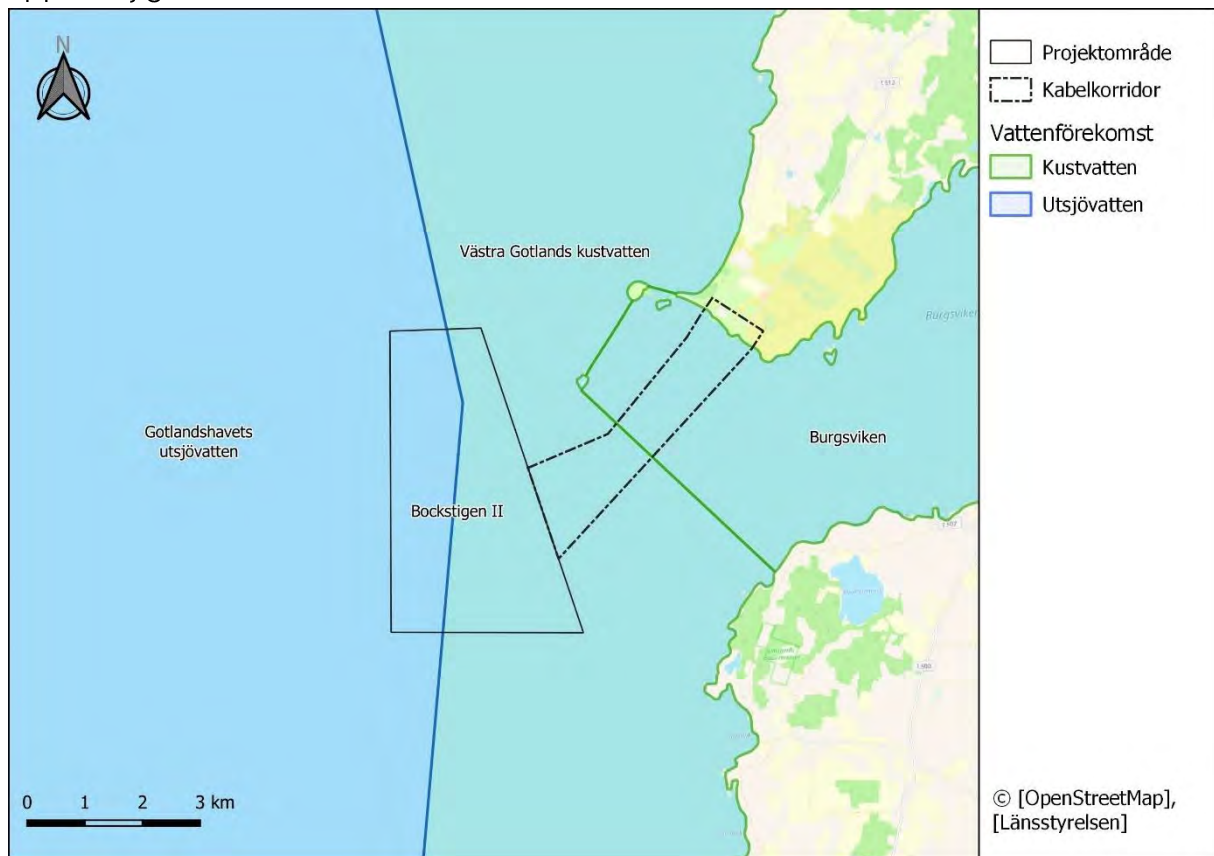 N
Projektområde
Kabelkorridor
Vattenförekomst
Kustvatten
Utsjövatten
Västra Gotlands kustvatten
Burgsviken
Gotlandshavets
utsjövatten
Burgsviken
Bockstigen II
0 1 2 3 km
© [OpenStreetMap],
[Länsstyrelsen]